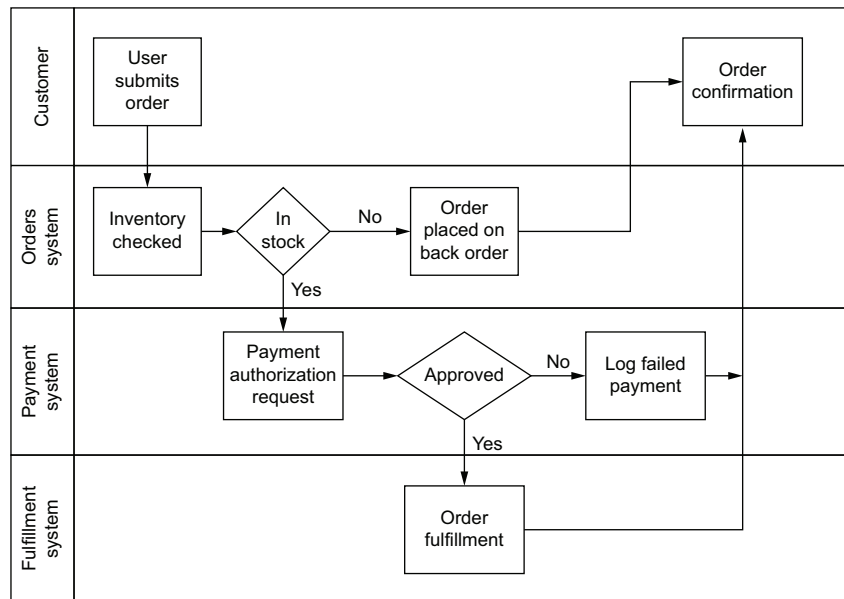 Customer
User
submits
order
Order
confirmation
Orders
system
Inventory
checked
In
stock
No
Order
placed on
back order
Yes
Payment
system
Payment
authorization
request
Approved
No
Log failed
payment
Yes
Fulfillment
system
Order
fulfillment